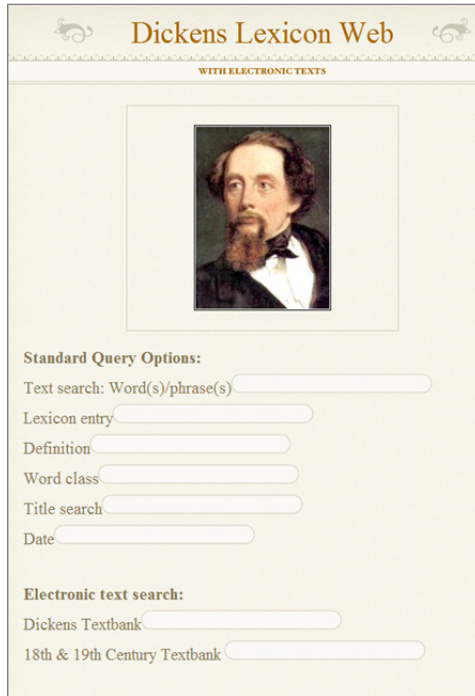 Dickens Lexicon Web
WITH ELECTRONIC TEXTS
Standard Query Options:
Text search: Word(s)/phrase(s)
Lexicon entry
Definition
Word class
Title search
Date
Electronic text search:
Dickens Textbank
18th & 19th Century Textbank